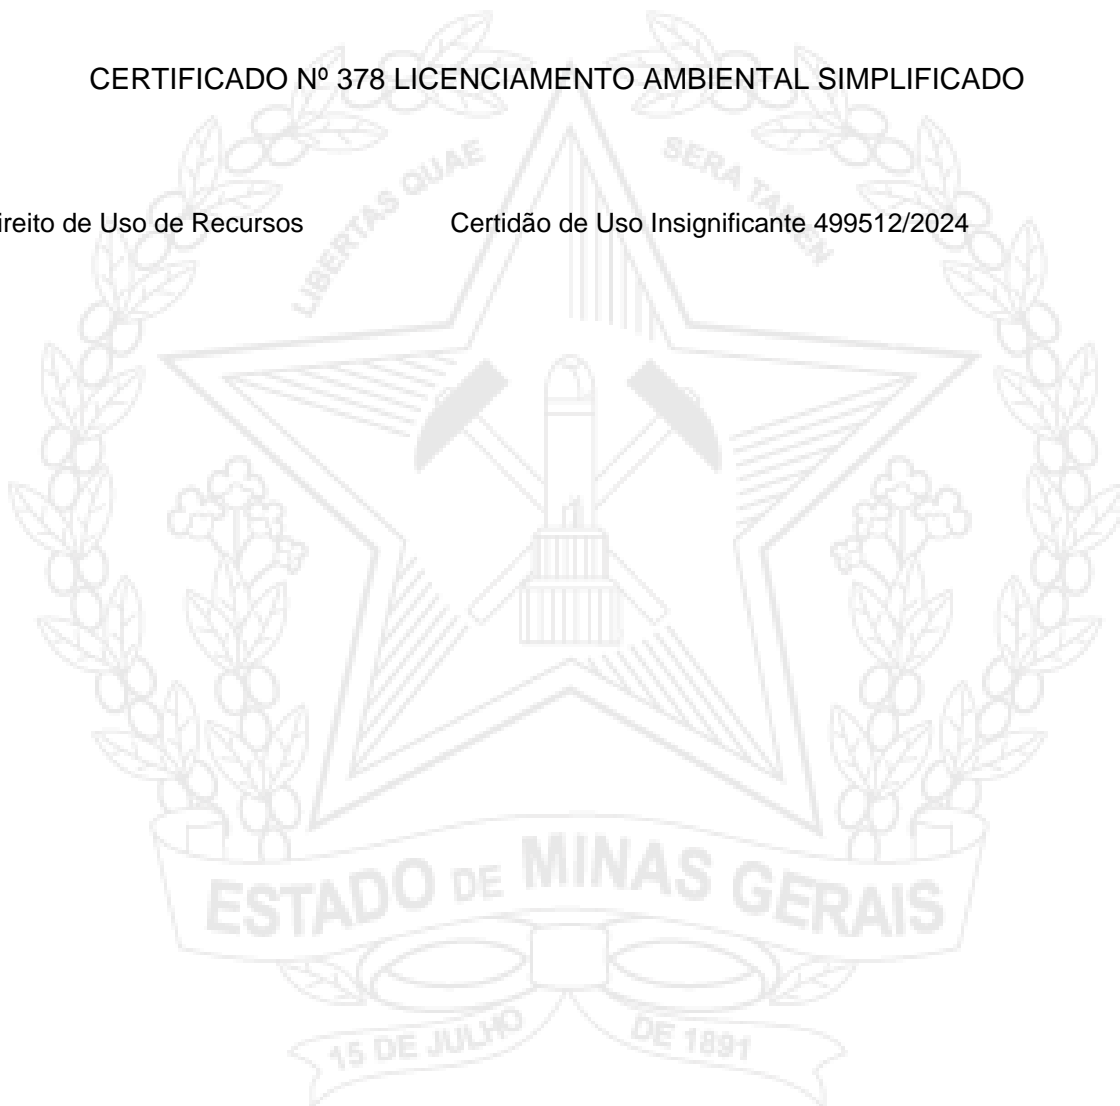 CERTIFICADO Nº 378 LICENCIAMENTO AMBIENTAL SIMPLIFICADO
LIBERTAS QUAE SERA TAMEN
ireito de Uso de Recursos Certidão de Uso Insignificante 499512/2024
ESTADO DE MINAS GERAIS
15 DE JULHO DE 1891